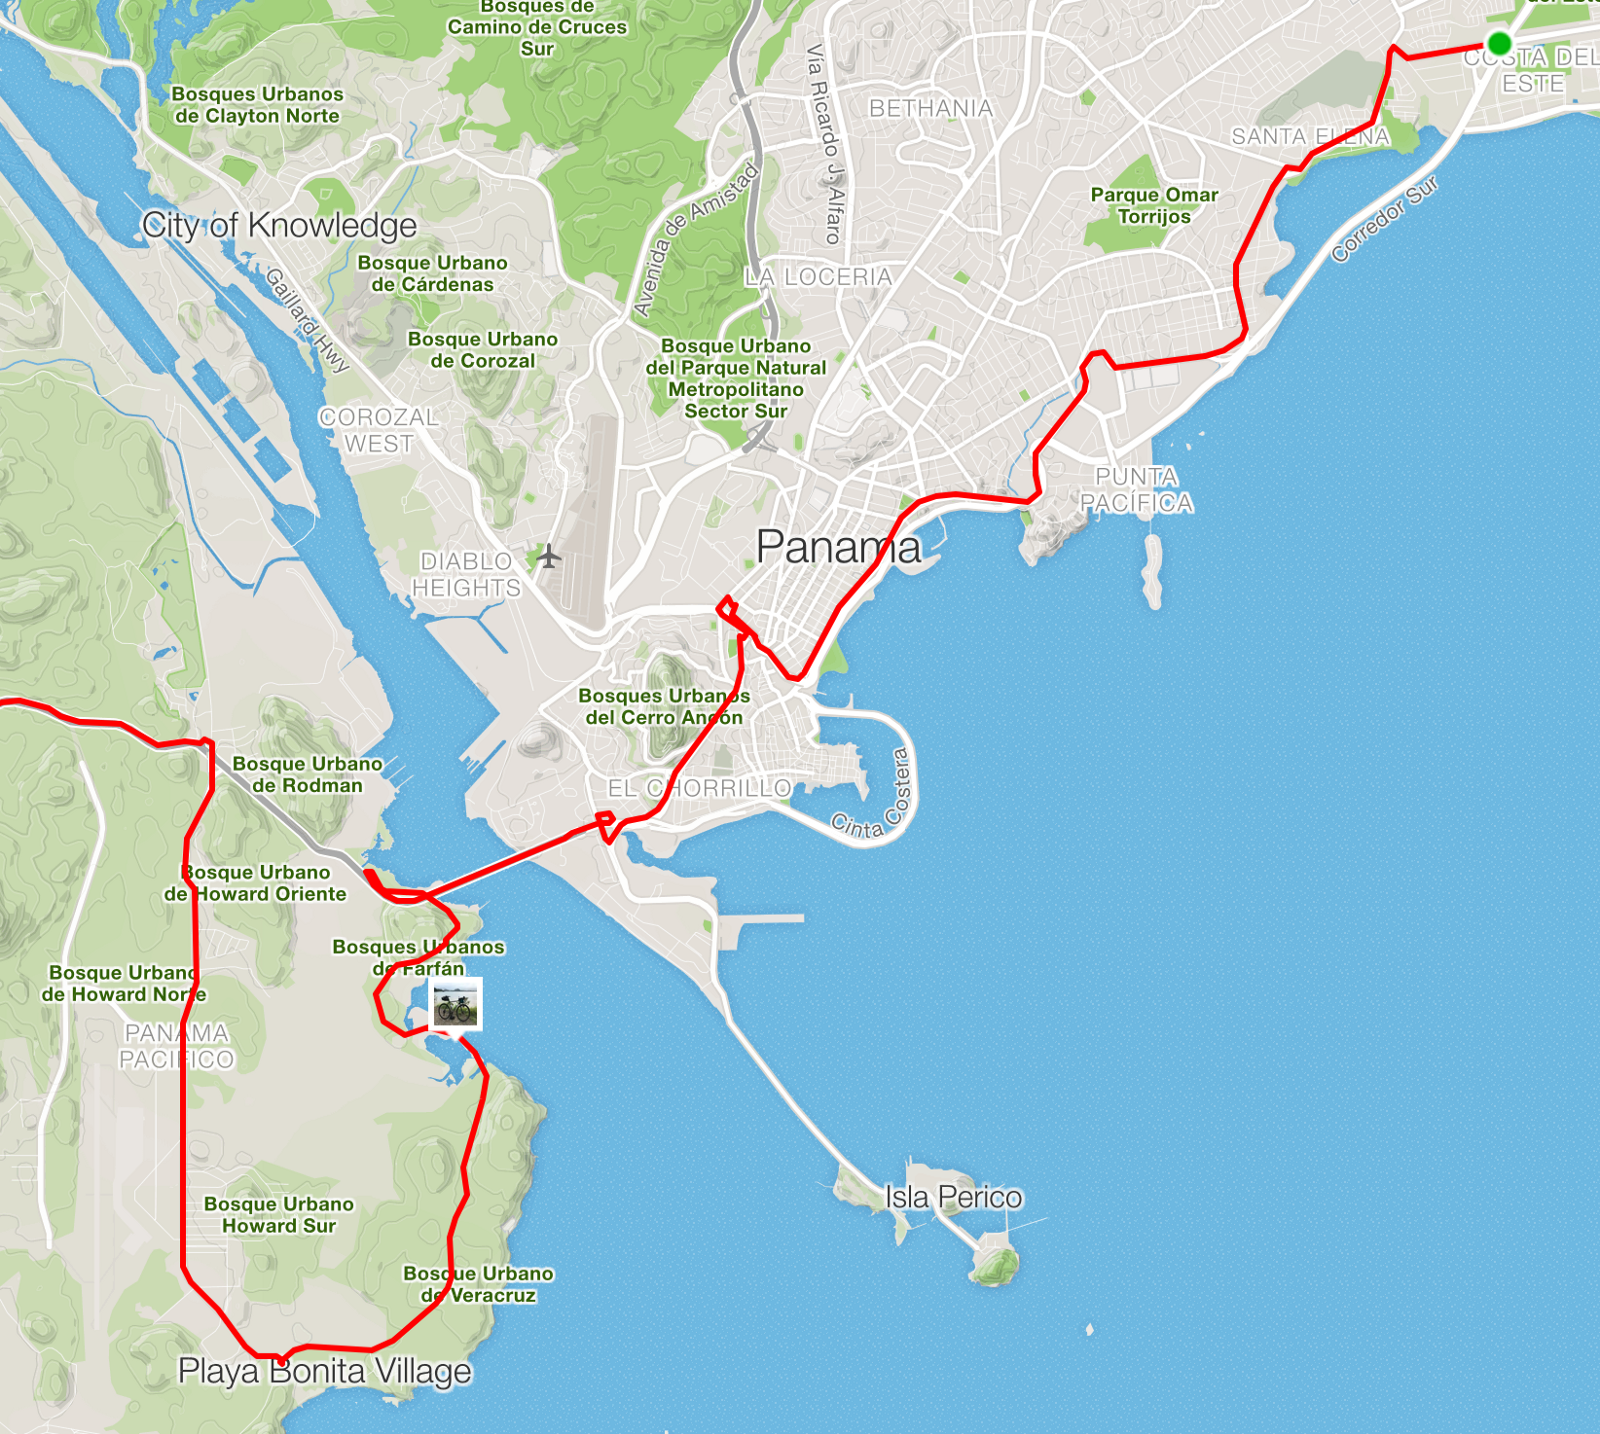 Bosques de
Camino de Cruces
Sur
COSTA DEL
ESTE
Bosques Urbanos
de Clayton Norte
Vía Ricardo J. Alfaro
BETHANIA
SANTA ELENA
Parque Omar
Torrijos
Corredor Sur
City of Knowledge
Avenida de Amistad
Gaillard Hwy
Bosque Urbano
de Cárdenas
LA LOCERIA
Bosque Urbano
de Corozal
Bosque Urbano
del Parque Natural
Metropolitano
Sector Sur
COROZAL
WEST
PUNTA
PACÍFICA
Panama
DIABLO
HEIGHTS
Bosques Urbanos
del Cerro Ancón
Bosque Urbano
de Rodman
EL CHORRILLO
Cinta Costera
Bosque Urbano
de Howard Oriente
Bosques Urbanos
de Farfán
Bosque Urbano
de Howard Norte
PANAMA
PACIFICO
Isla Perico
Bosque Urbano
Howard Sur
Bosque Urbano
de Veracruz
Playa Bonita Village